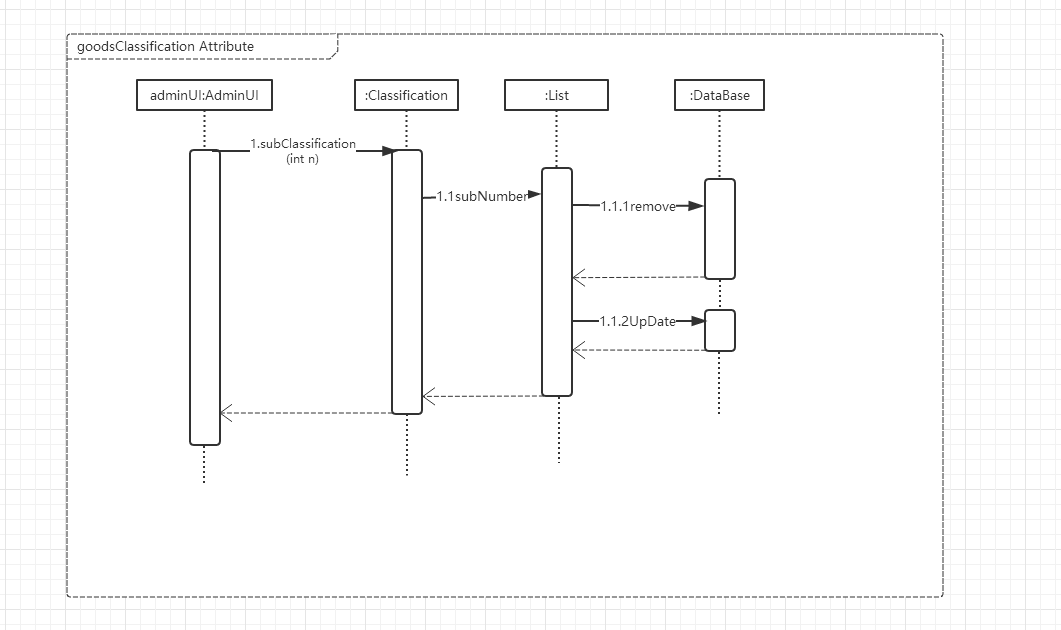 goodsClassification Attribute
adminUI:AdminUI
:Classification
:List
:DataBase
1.subClassification
(int n)
1.1subNumber
1.1.1remove
1.1.2UpDate